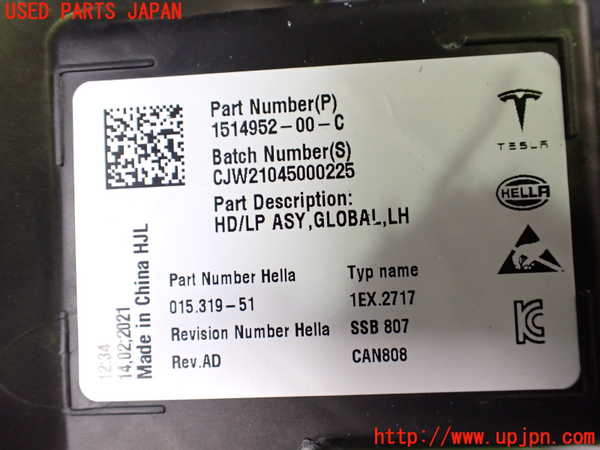 USED PARTS JAPAN
Part Number(P)
1514952-00-C
Batch Number(S)
CJW21045000225
Part Description:
HD/LP ASY,GLOBAL,LH
TESLA
HELLA
Part Number Hella
015.319-51
Revision Number Hella
Rev.AD
Typ name
1EX.2717
SSB 807
CAN808
12:34
14,02;2021
Made in China HJL
http://www.upjpn.com/